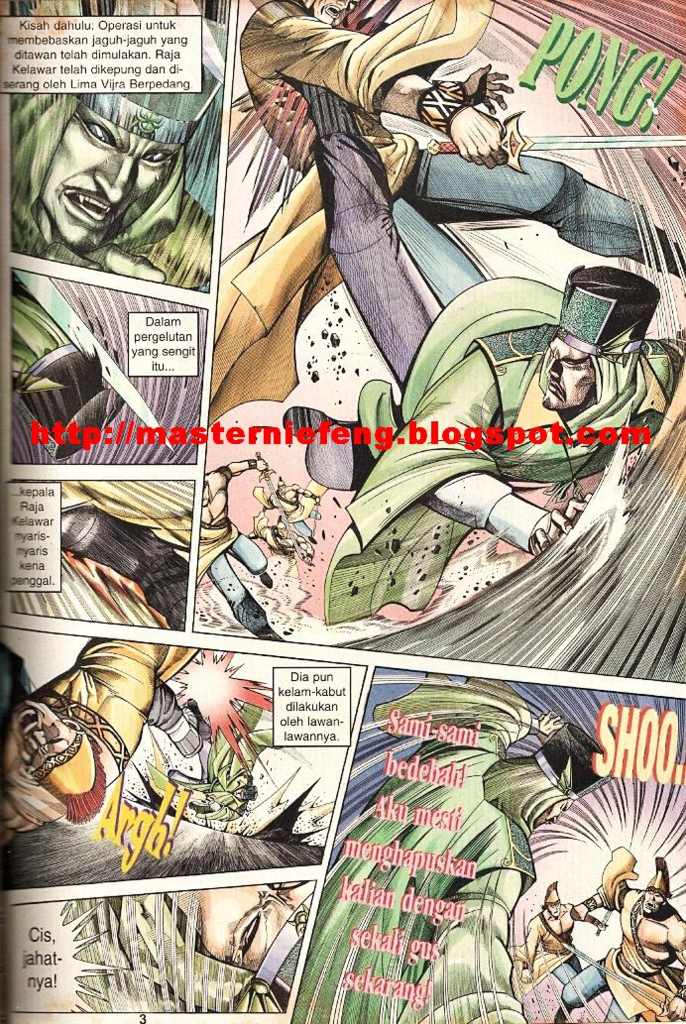 Kisah dahulu: Operasi untuk
membebaskan jaguh-jaguh yang
ditawan telah dimulakan. Raja
Kelawar telah dikepung dan di-
serang oleh Lima Vijra Berpedang.
PONG!
Dalam
pergelutan
yang sengit
itu...
http://masterniefeng.blogspot.com
...kepala
Raja
Kelawar
nyaris-
nyaris
kena
penggal.
Dia pun
kelam-kabut
dilakukan
oleh lawan-
lawannya.
Argh!
Sami-sami
bedebah!
Aku mesti
menghapuskan
kalian dengan
sekali gus
sekarang!
SHOO...
Cis,
jahat-
nya!
3